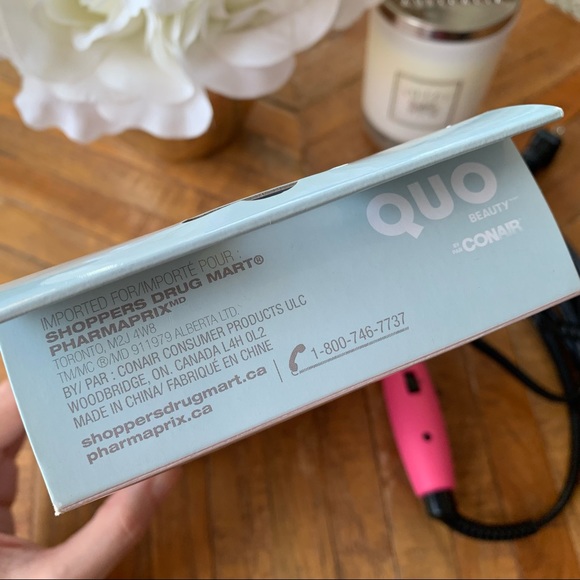 QUO
BEAUTY
BY
PAR CONAIR
IMPORTED FOR/IMPORTÉ POUR :
SHOPPERS DRUG MART®
PHARMAPRIX MD
TORONTO, M2J 4W8
TM/MC ®/MD 911979 ALBERTA LTD.
BY/ PAR : CONAIR CONSUMER PRODUCTS ULC
WOODBRIDGE, ON. CANADA L4H 0L2
MADE IN CHINA/ FABRIQUÉ EN CHINE
shoppersdrugmart.ca
pharmaprix.ca
1-800-746-7737